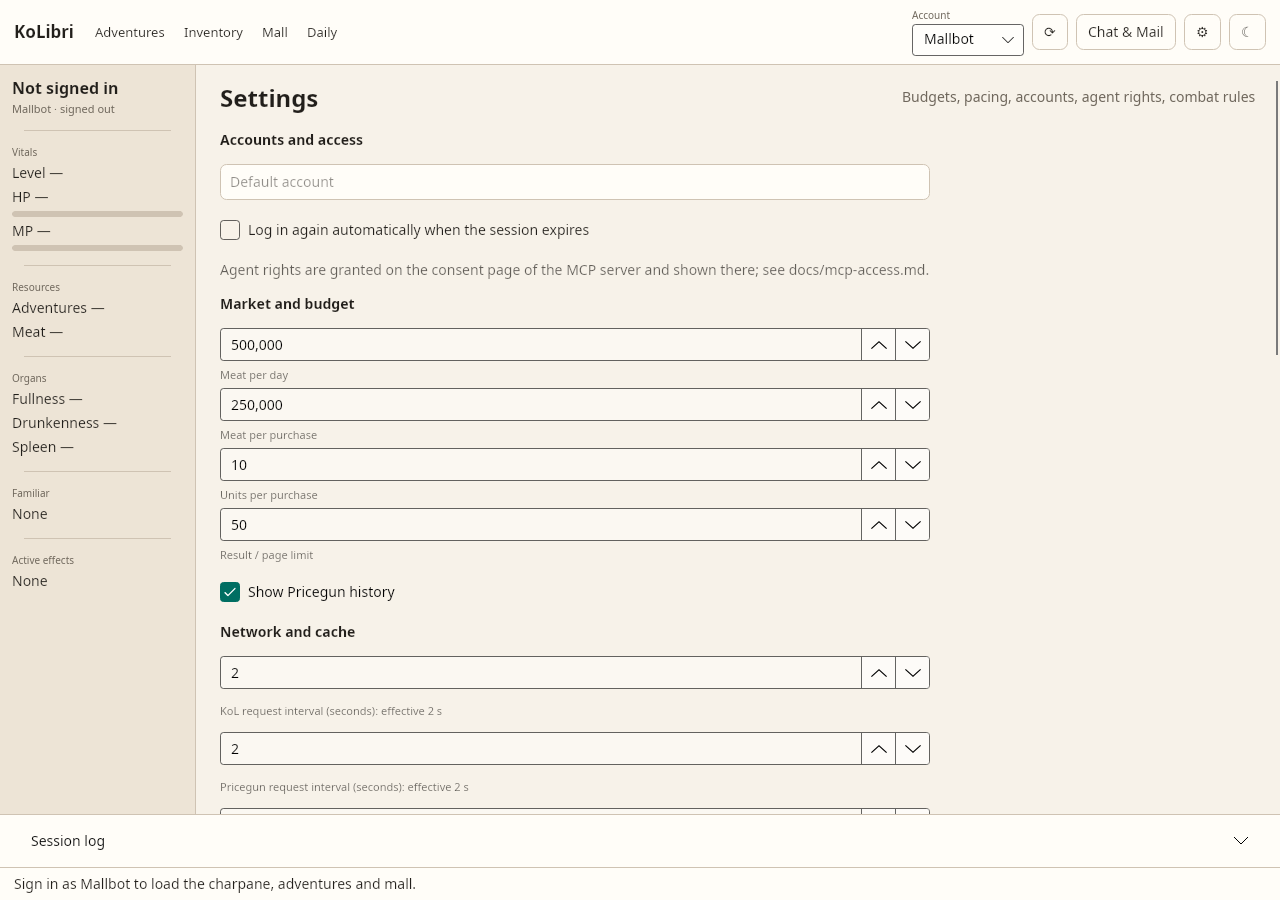 KoLibri
Adventures
Inventory
Mall
Daily
Account
Mallbot
Chat & Mail
Not signed in
Mallbot · signed out
Vitals
Level —
HP —
MP —
Resources
Adventures —
Meat —
Organs
Fullness —
Drunkenness —
Spleen —
Familiar
None
Active effects
None
Settings
Budgets, pacing, accounts, agent rights, combat rules
Accounts and access
Default account
Log in again automatically when the session expires
Agent rights are granted on the consent page of the MCP server and shown there; see docs/mcp-access.md.
Market and budget
500,000
Meat per day
250,000
Meat per purchase
10
Units per purchase
50
Result / page limit
Show Pricegun history
Network and cache
2
KoL request interval (seconds): effective 2 s
2
Pricegun request interval (seconds): effective 2 s
Session log
Sign in as Mallbot to load the charpane, adventures and mall.